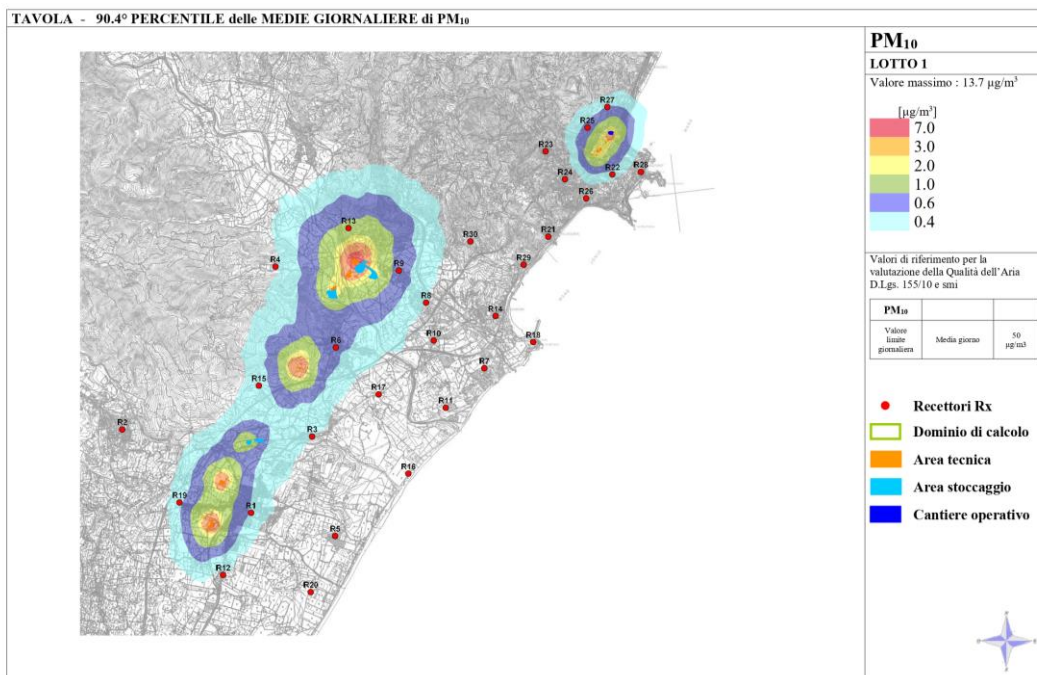 TAVOLA - 90.4° PERCENTILE delle MEDIE GIORNALIERE di PM10
PM10
LOTTO 1
Valore massimo : 13.7 µg/m³
[µg/m³]
7.0
3.0
2.0
1.0
0.6
0.4
Valori di riferimento per la
valutazione della Qualità dell'Aria
D.Lgs. 155/10 e smi
PM10
Valore
limite
giornaliera
Media giorno
50
µg/m3
Recettori Rx
Dominio di calcolo
Area tecnica
Area stoccaggio
Cantiere operativo
R27
R25
R23
R22
R28
R24
R26
R13
R21
R30
R4
R9
R29
R8
R14
R10
R18
R6
R7
R15
R17
R11
R2
R3
R16
R19
R1
R5
R12
R20